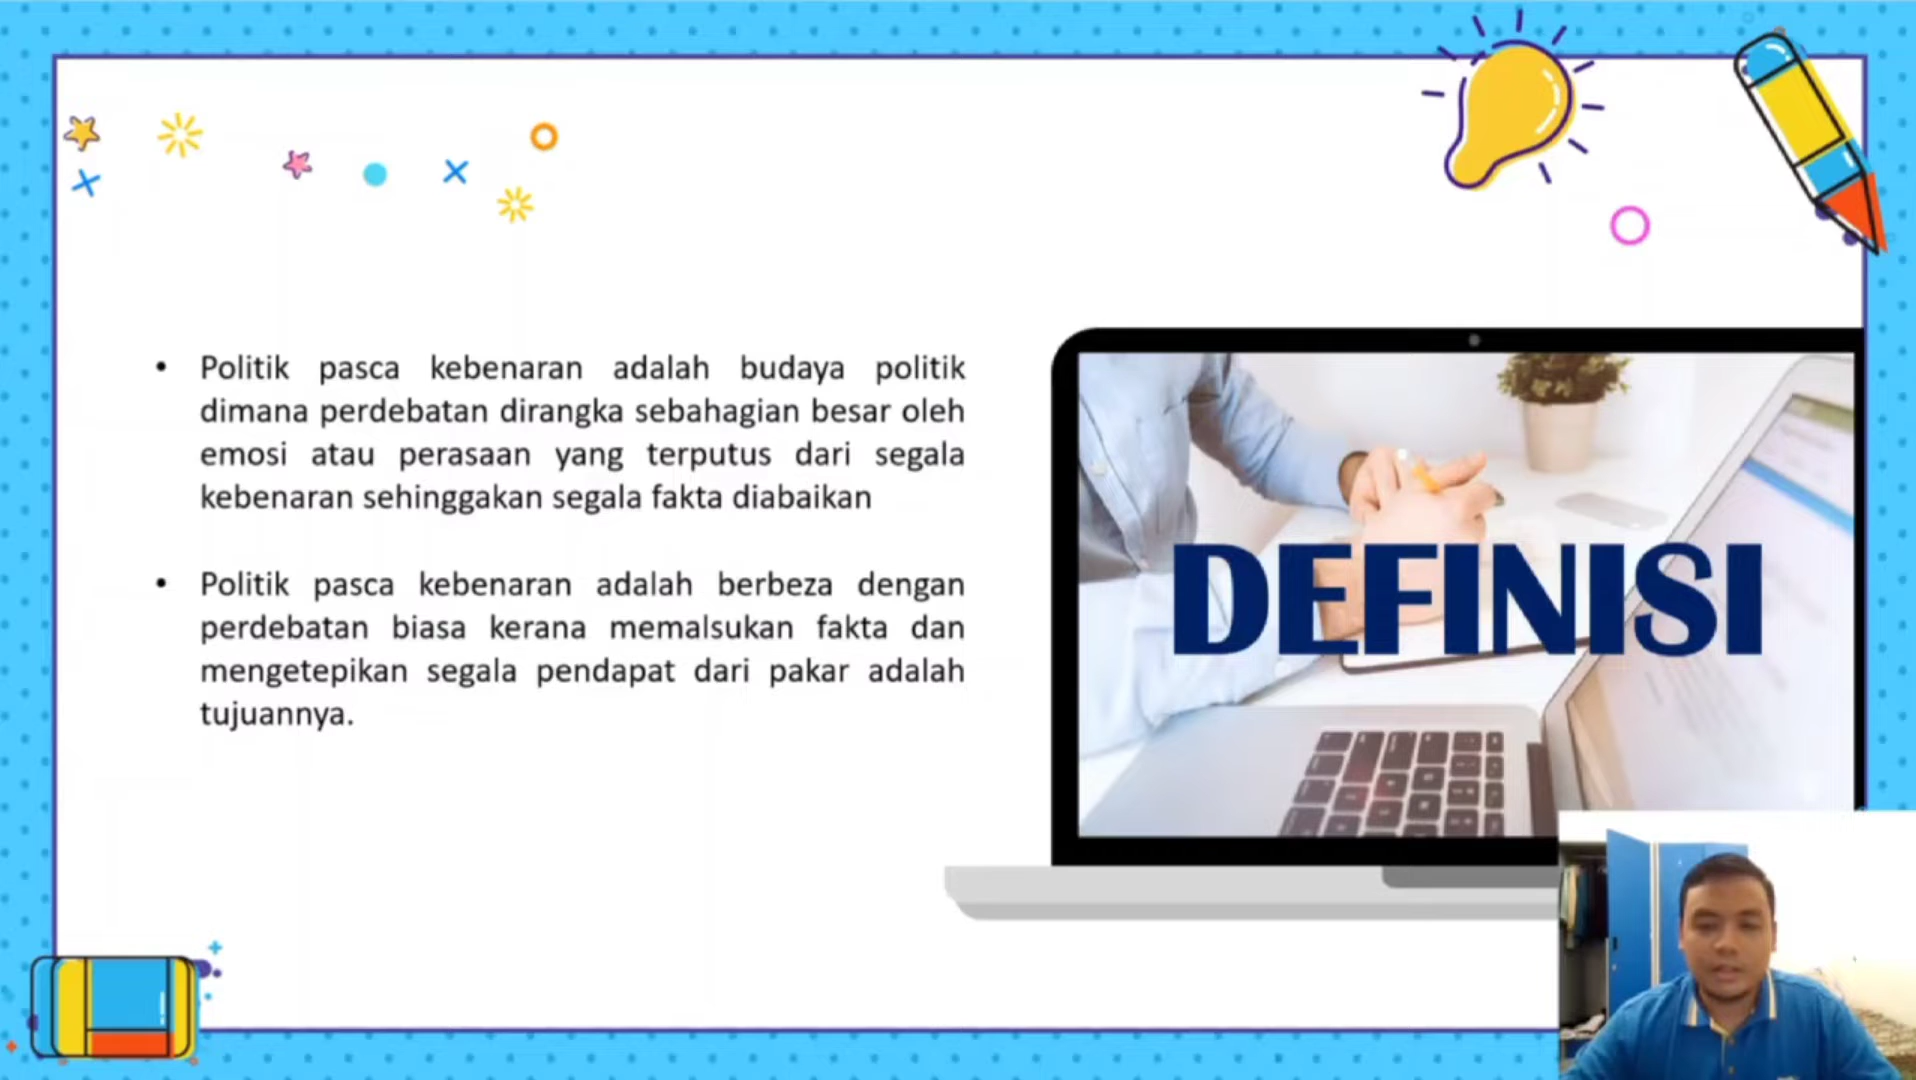 Politik pasca kebenaran adalah budaya politik
dimana perdebatan dirangka sebahagian besar oleh
emosi atau perasaan yang terputus dari segala
kebenaran sehinggakan segala fakta diabaikan
Politik pasca kebenaran adalah berbeza dengan
perdebatan biasa kerana memalsukan fakta dan
mengetepikan segala pendapat dari pakar adalah
tujuannya.
DEFINISI